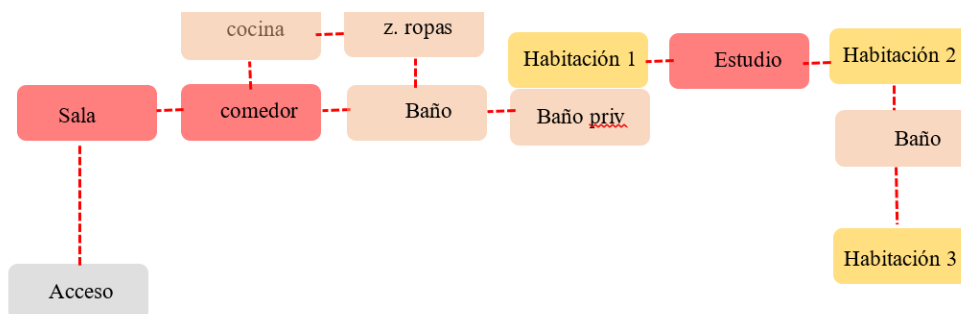 cocina
z. ropas
Habitación 1
Estudio
Habitación 2
Sala
comedor
Baño
Baño priv
Baño
Habitación 3
Acceso